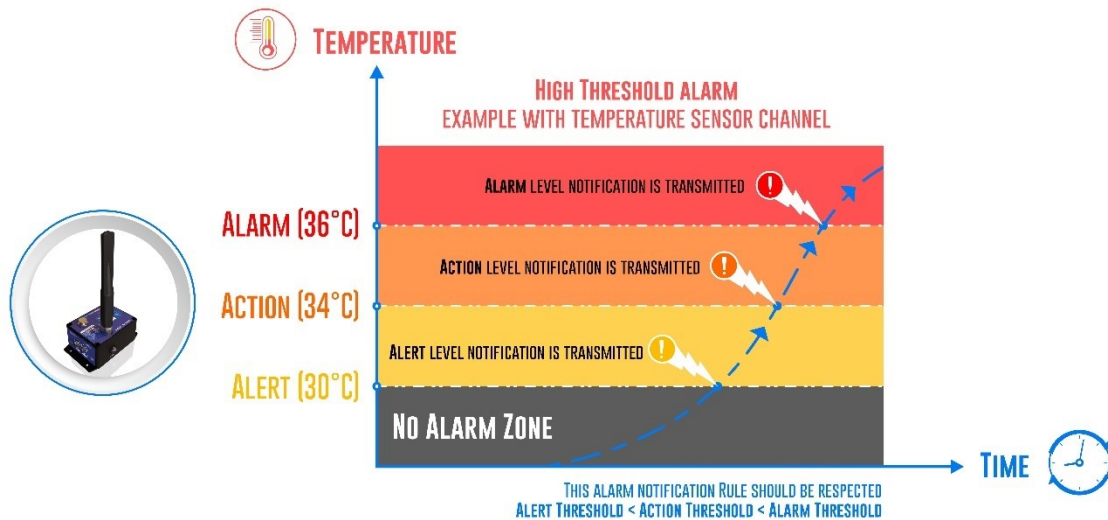 TEMPERATURE
HIGH THRESHOLD ALARM
EXAMPLE WITH TEMPERATURE SENSOR CHANNEL
ALARM LEVEL NOTIFICATION IS TRANSMITTED
ALARM (36°C)
ACTION LEVEL NOTIFICATION IS TRANSMITTED
ACTION (34°C)
ALERT LEVEL NOTIFICATION IS TRANSMITTED
ALERT (30°C)
NO ALARM ZONE
TIME
THIS ALARM NOTIFICATION RULE SHOULD BE RESPECTED
ALERT THRESHOLD < ACTION THRESHOLD < ALARM THRESHOLD